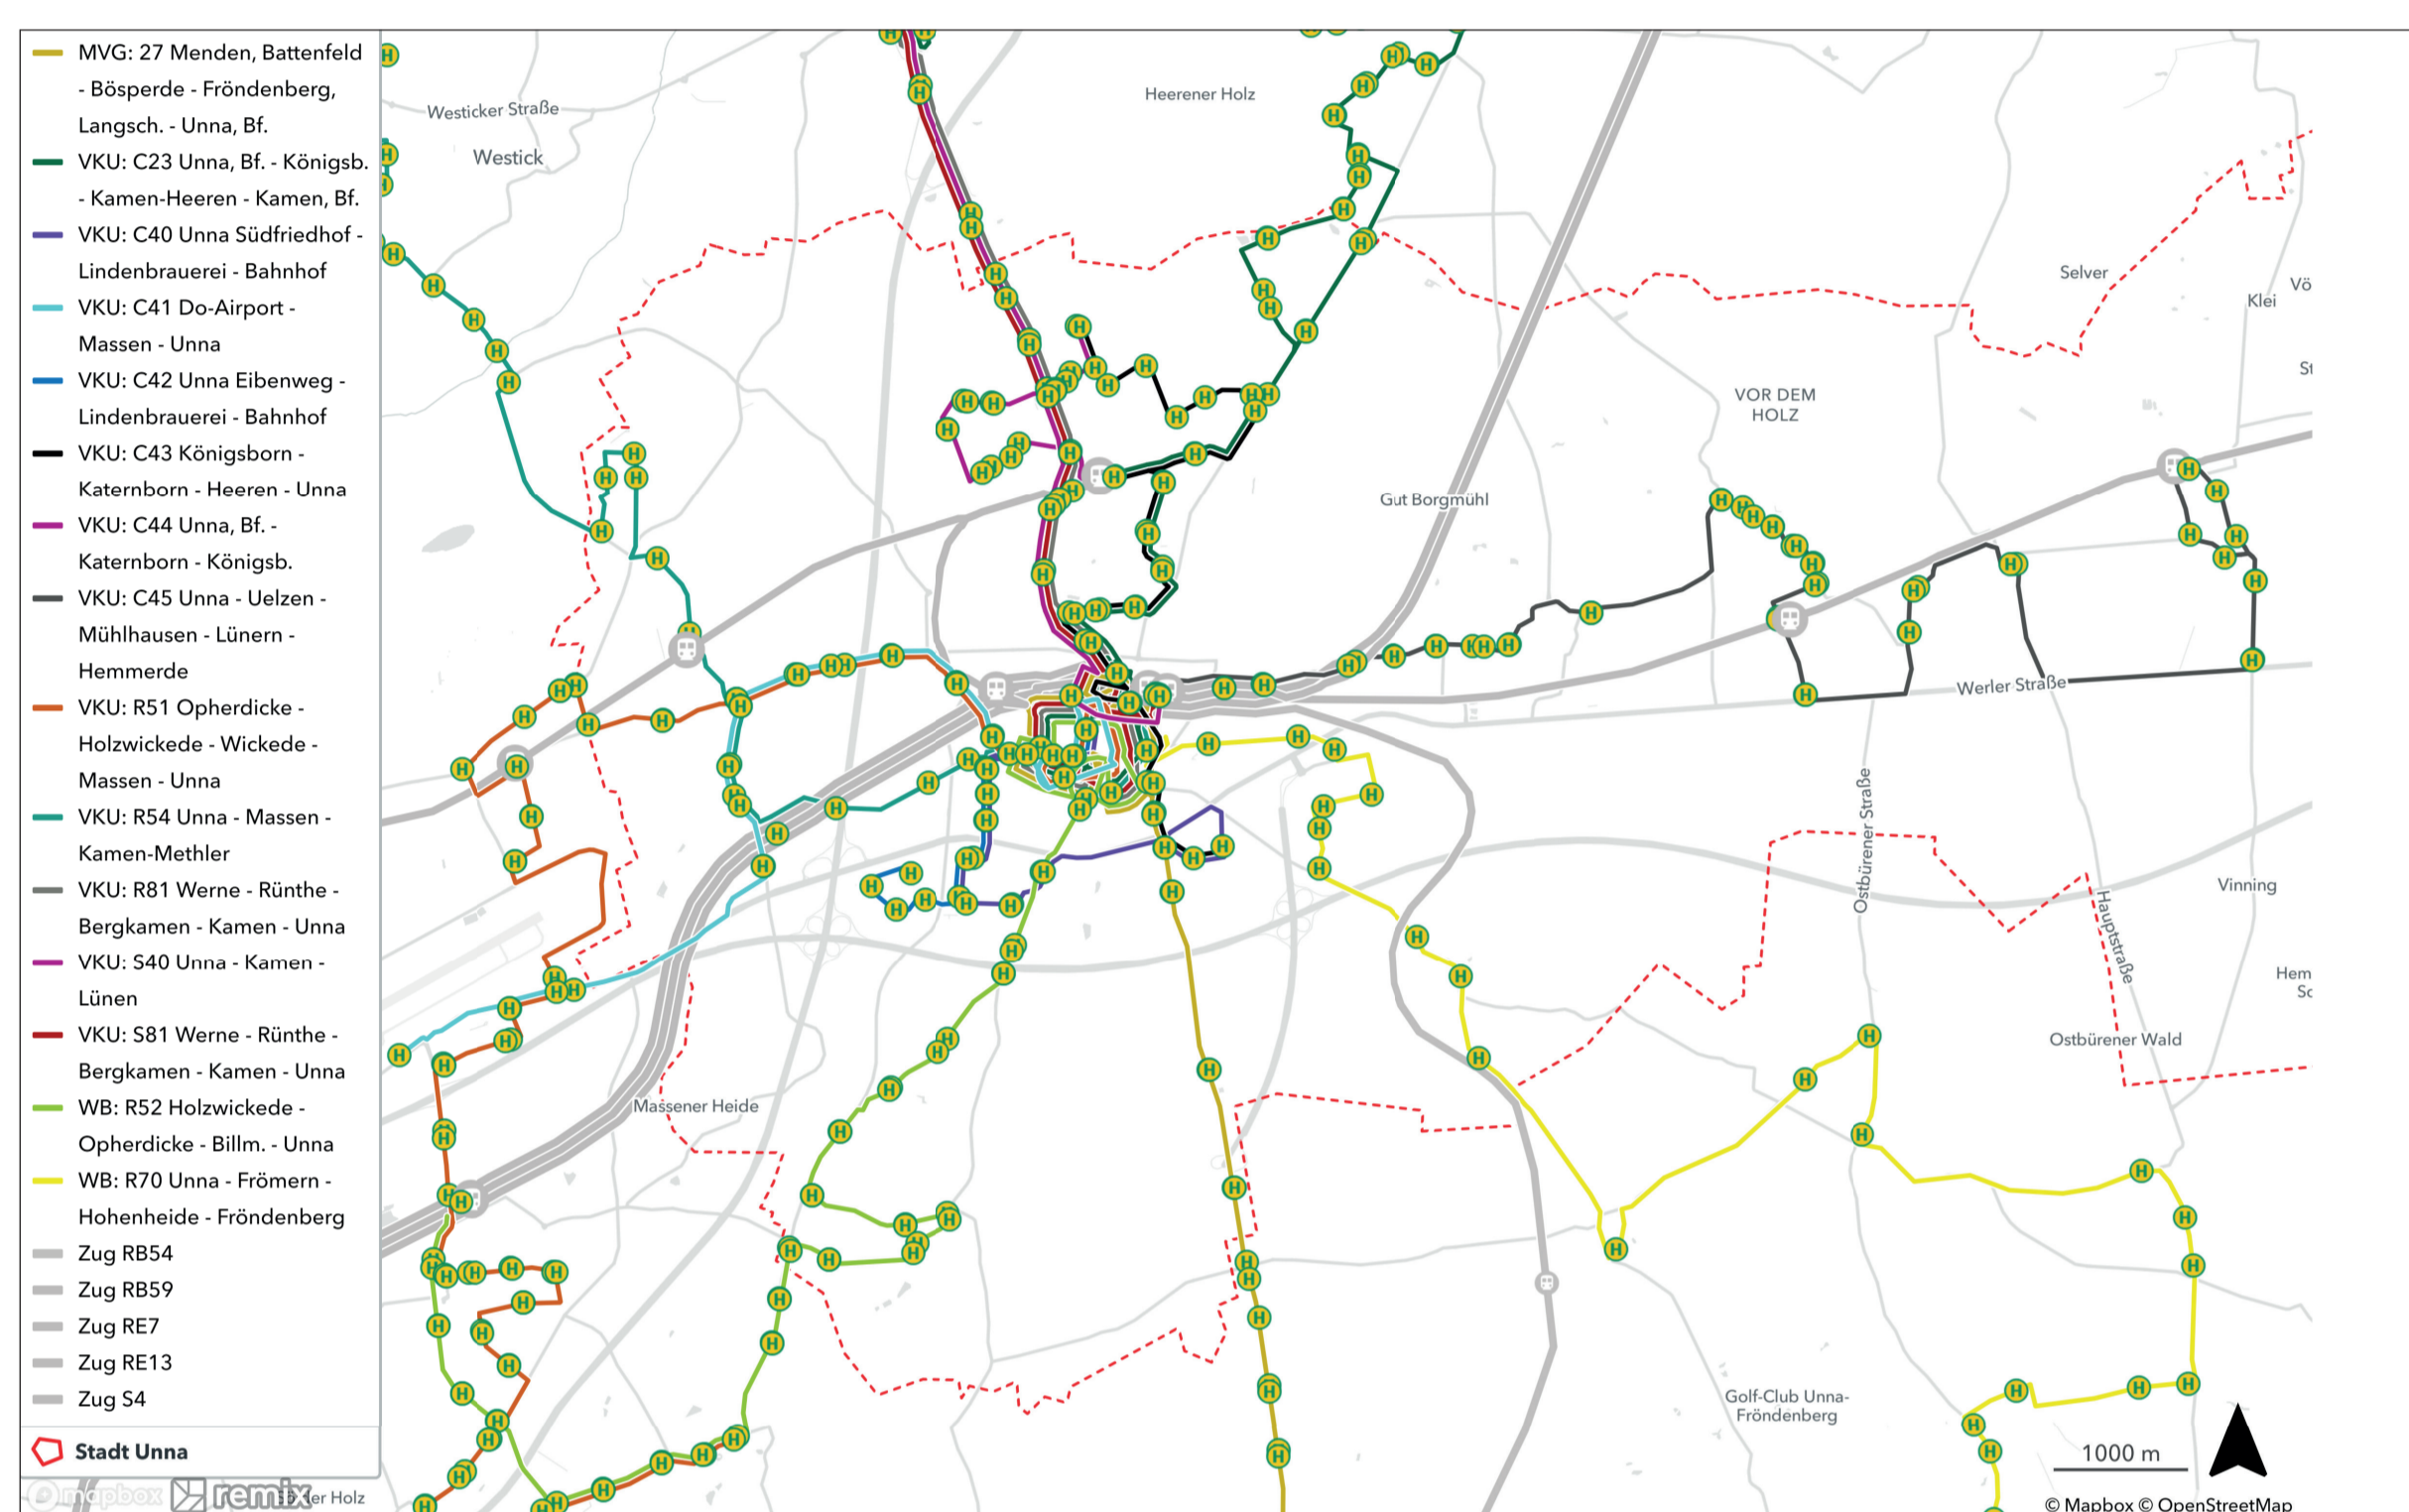 MVG: 27 Menden, Battenfeld
- Bösperde - Fröndenberg,
Langsch. - Unna, Bf.
VKU: C23 Unna, Bf. - Königsb.
- Kamen-Heeren - Kamen, Bf.
VKU: C40 Unna Südfriedhof -
Lindenbrauerei - Bahnhof
VKU: C41 Do-Airport -
Massen - Unna
VKU: C42 Unna Eibenweg -
Lindenbrauerei - Bahnhof
VKU: C43 Königsborn -
Katernborn - Heeren - Unna
VKU: C44 Unna, Bf. -
Katernborn - Königsb.
VKU: C45 Unna - Uelzen -
Mühlhausen - Lünern -
Hemmerde
VKU: R51 Opherdicke -
Holzwickede - Wickede -
Massen - Unna
VKU: R54 Unna - Massen -
Kamen-Methler
VKU: R81 Werne - Rünthe -
Bergkamen - Kamen - Unna
VKU: S40 Unna - Kamen -
Lünen
VKU: S81 Werne - Rünthe -
Bergkamen - Kamen - Unna
WB: R52 Holzwickede -
Opherdicke - Billm. - Unna
WB: R70 Unna - Frömern -
Hohenheide - Fröndenberg
Zug RB54
Zug RB59
Zug RE7
Zug RE13
Zug S4
Stadt Unna
mapbox remix
Westicker Straße
Westick
Heerener Holz
Selver
Vö
Klei
St
VOR DEM
HOLZ
Gut Borgmühl
Werler Straße
Ostbürener Straße
Hauptstraße
Vinning
Hem
Sc
Ostbürener Wald
Massener Heide
Golf-Club Unna-
Fröndenberg
1000 m
© Mapbox © OpenStreetMap